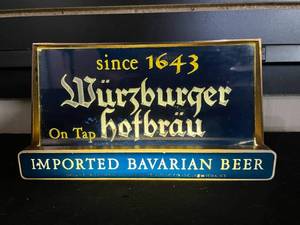 since 1643
Würzburger
On Tap Hofbräu
IMPORTED BAVARIAN BEER